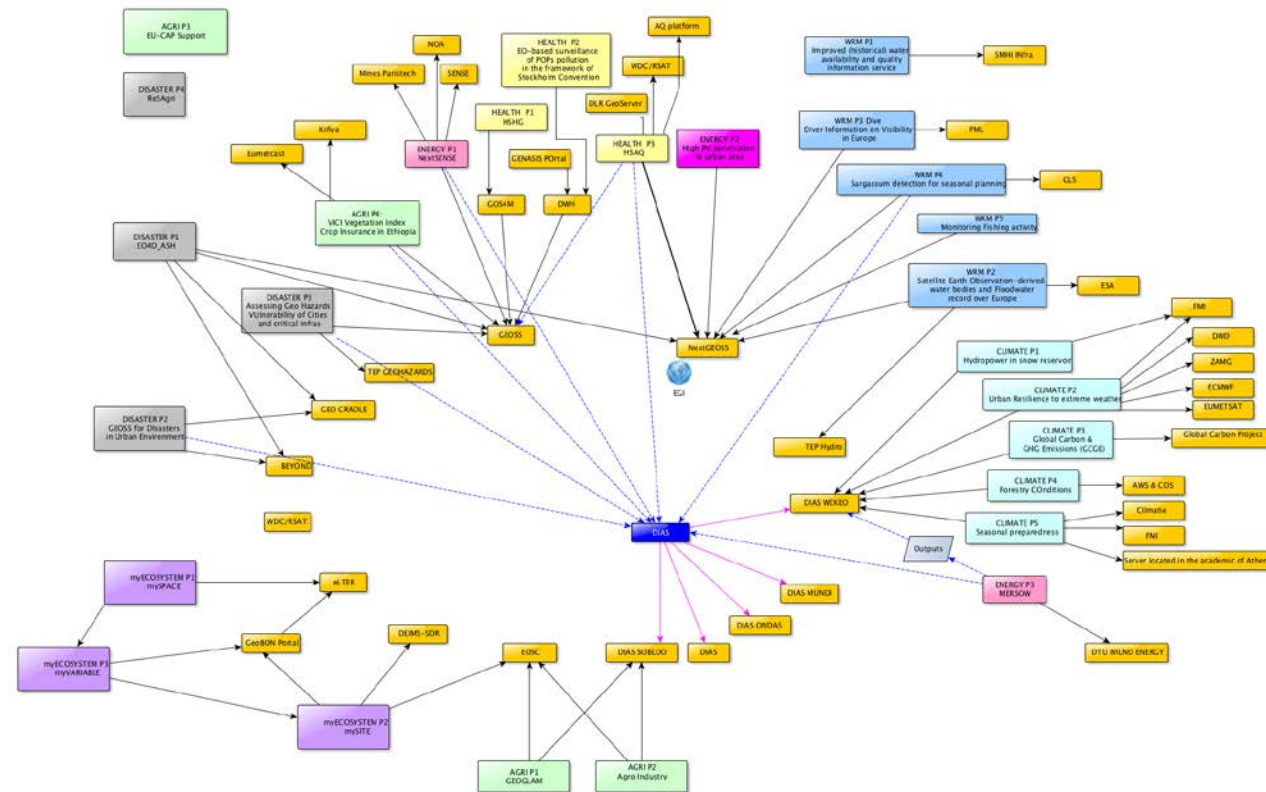 AGRI P3
EU-CAP Support
DISASTER P4
ReSAgri
NOA
Mines Paristech
SENSE
HEALTH P2
EO-based surveillance
of POPs pollution
in the framework of
Stockholm Convention
AQ platform
WDC/RSAT
DLR GeoServer
WRM P1
Improved (historical) water
availability and quality
information service
SMHI INfra
Kifiya
Eumetcast
ENERGY P1
NextSENSE
HEALTH P1
HSHG
GENASIS POrtal
HEALTH P3
HSAQ
ENERGY P2
High PV penetration
in urban area
WRM P3 Dive
Diver Information on Visibility
in Europe
PML
WRM P4
Sargassum detection for seasonal planning
CLS
AGRI P4
VICI Vegetation Index
Crop Insurance in Ethiopia
GOS4M
DWH
WRM P5
Monitoring Fishing activity
DISASTER P1
EO4D_ASH
WRM P2
Satellite Earth Observation-derived
water bodies and Floodwater
record over Europe
ESA
DISASTER P3
Assessing Geo Hazards
VUlnerability of Cities
and critical infras
GEOSS
NextGEOSS
EGI
FMI
CLIMATE P1
Hydropower in snow reservoir
DWD
ZAMG
TEP GEOHAZARDS
CLIMATE P2
Urban Resilience to extreme weather
ECMWF
EUMETSAT
GEO CRADLE
DISASTER P2
GEOSS for Disasters
in Urban Environment
BEYOND
TEP Hydro
CLIMATE P3
Global Carbon &
GHG Emissions (GCGE)
Global Carbon Project
CLIMATE P4
Forestry COnditions
AWS & CDS
DIAS WEKEO
WDC/RSAT
DIAS
CLIMATE P5
Seasonal preparedness
Climatie
FMI
Server located in the academic of Athen
Outputs
myECOSYSTEM P1
mySPACE
eLTER
ENERGY P3
MERSOW
DIAS MUNDI
DIAS ONDAS
GeoBON Portal
DEIMS-SDR
EOSC
DIAS SOBLOO
DIAS
myECOSYSTEM P3
myVARIABLE
myECOSYSTEM P2
mySITE
AGRI P1
GEOGLAM
AGRI P2
Agro Industry